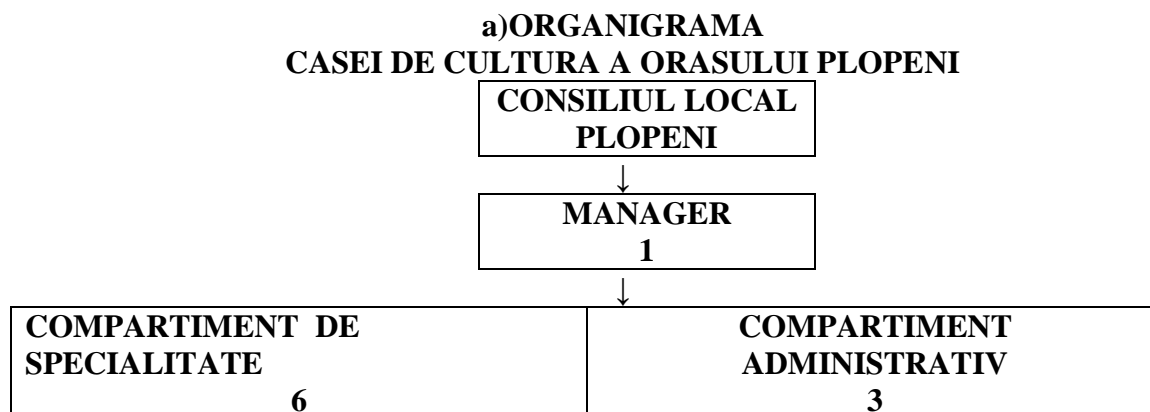 a)ORGANIGRAMA
CASEI DE CULTURA A ORASULUI PLOPENI
CONSILIUL LOCAL
PLOPENI
↓
MANAGER
1
↓
COMPARTIMENT DE
SPECIALITATE
6
COMPARTIMENT
ADMINISTRATIV
3